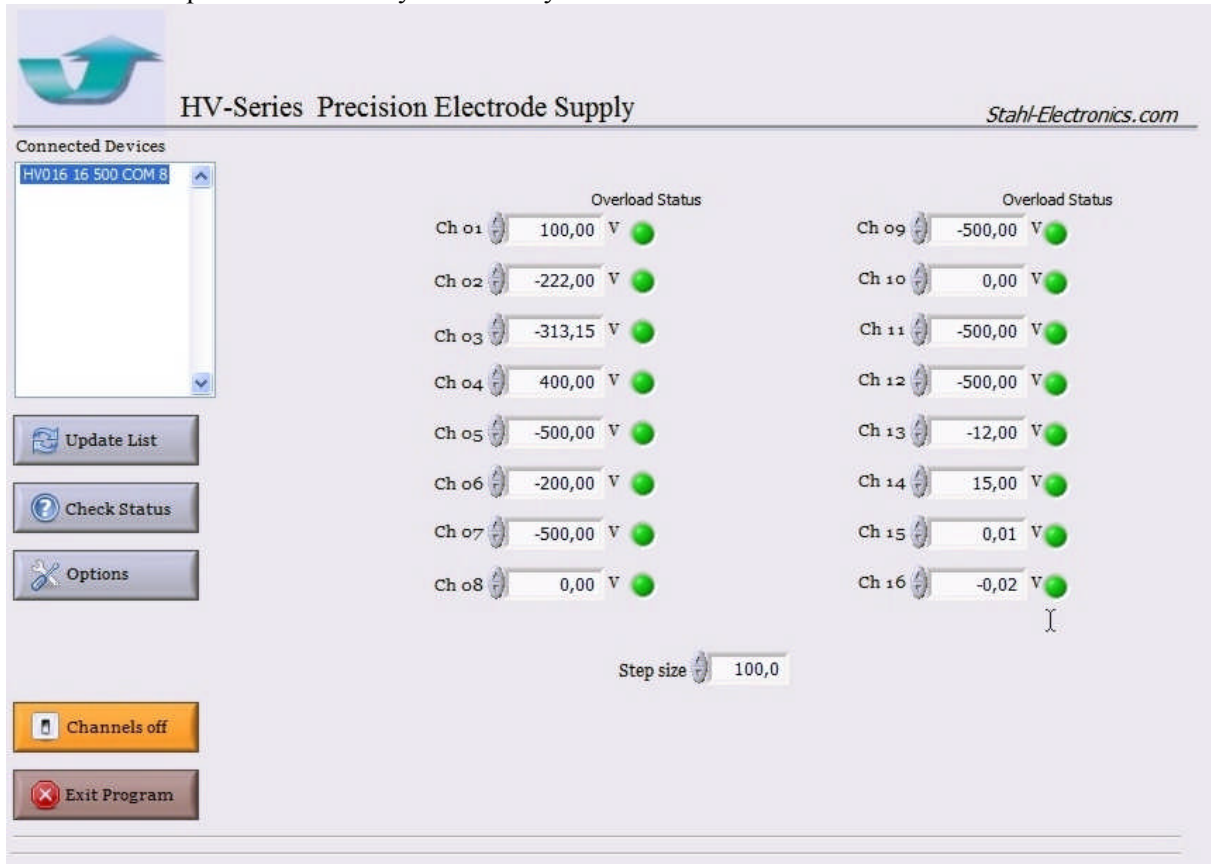 HV-Series Precision Electrode Supply
Stahl-Electronics.com
Connected Devices
HV016 16 500 COM 8
Overload Status
Overload Status
Ch 01 100,00 V
Ch 09 -500,00 V
Ch 02 -222,00 V
Ch 10 0,00 V
Ch 03 -313,15 V
Ch 11 -500,00 V
Ch 04 400,00 V
Ch 12 -500,00 V
Ch 05 -500,00 V
Ch 13 -12,00 V
Ch 06 -200,00 V
Ch 14 15,00 V
Ch 07 -500,00 V
Ch 15 0,01 V
Ch 08 0,00 V
Ch 16 -0,02 V
Update List
Check Status
Options
Step size 100,0
Channels off
Exit Program